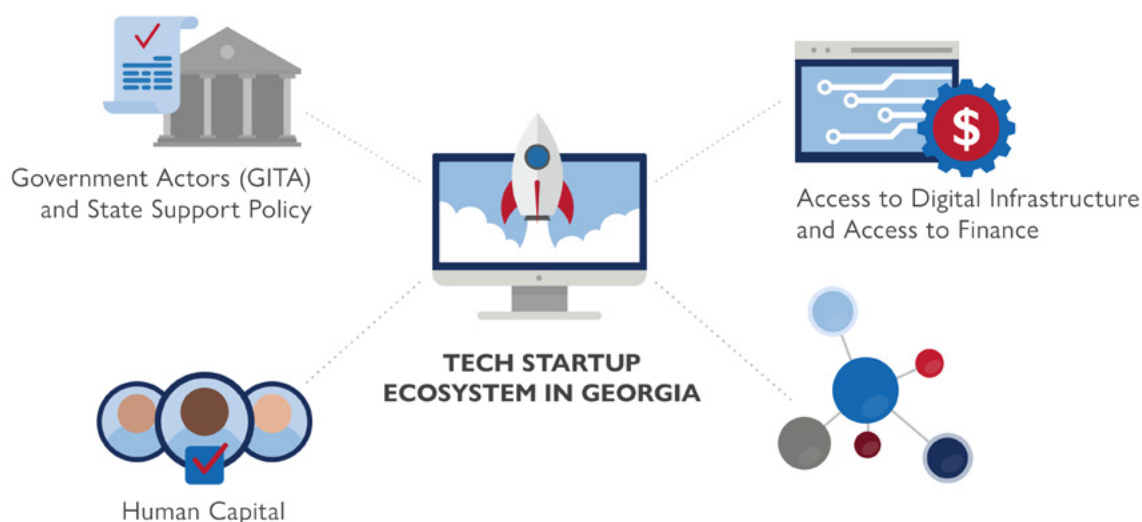 Government Actors (GITA)
and State Support Policy
$
Access to Digital Infrastructure
and Access to Finance
TECH STARTUP
ECOSYSTEM IN GEORGIA
Human Capital